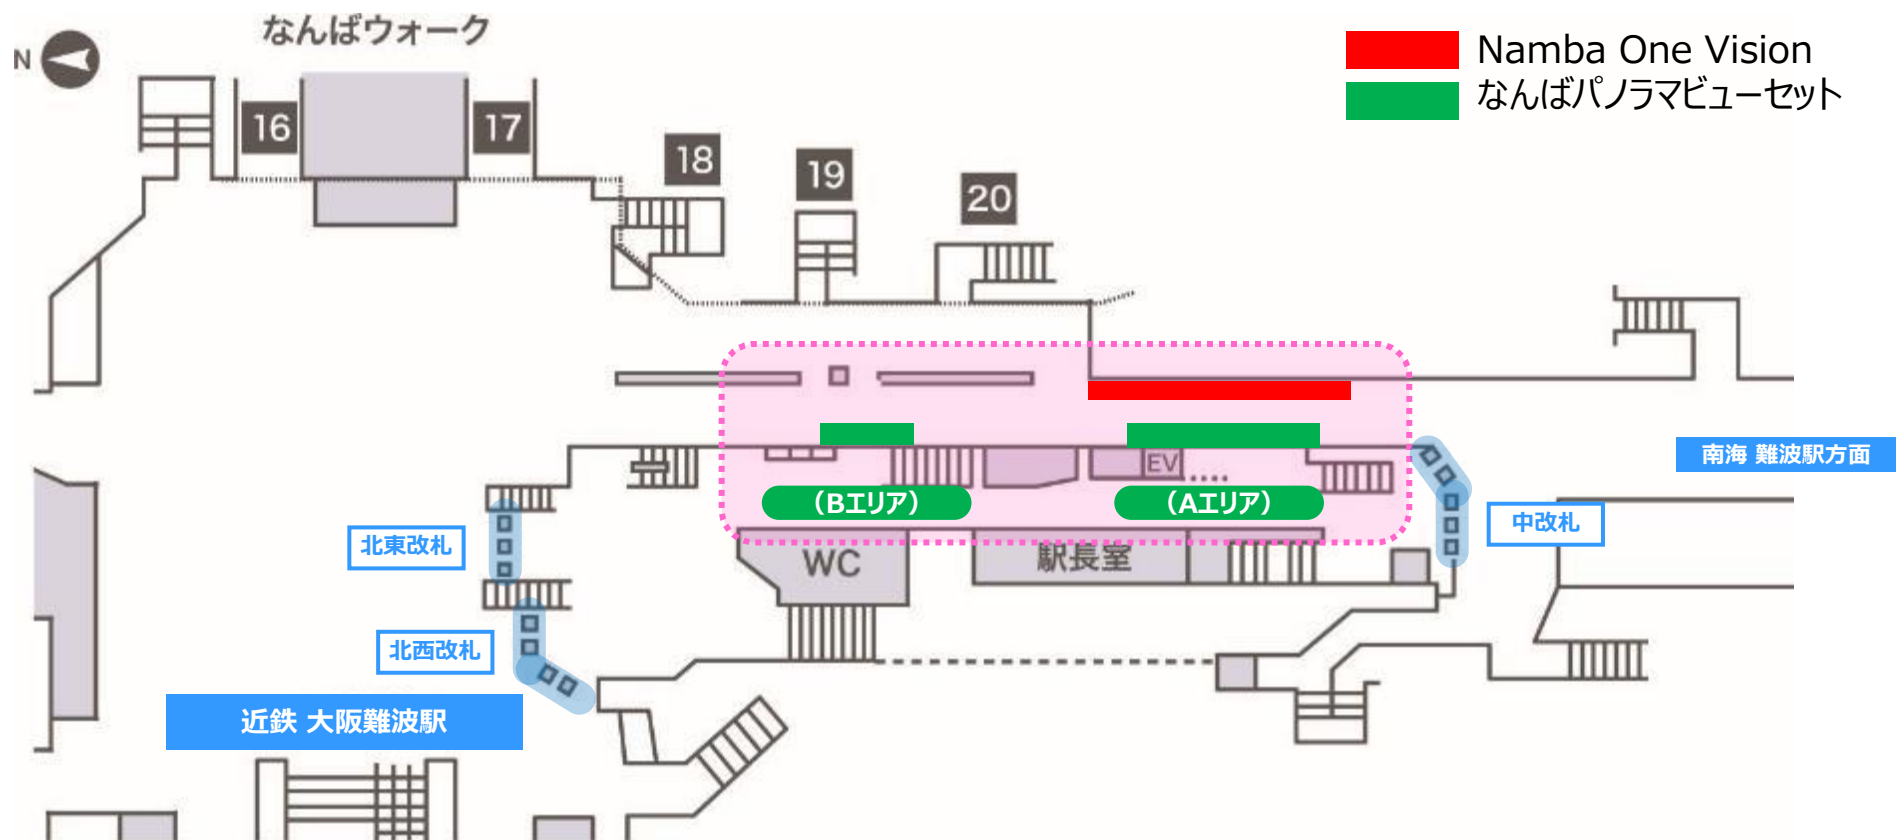 なんばウォーク
N
Namba One Vision
なんばパノラマビューセット
16
17
18
19
20
EV
(Bエリア)
(Aエリア)
南海 難波駅方面
中改札
北東改札
WC
駅長室
北西改札
近鉄 大阪難波駅